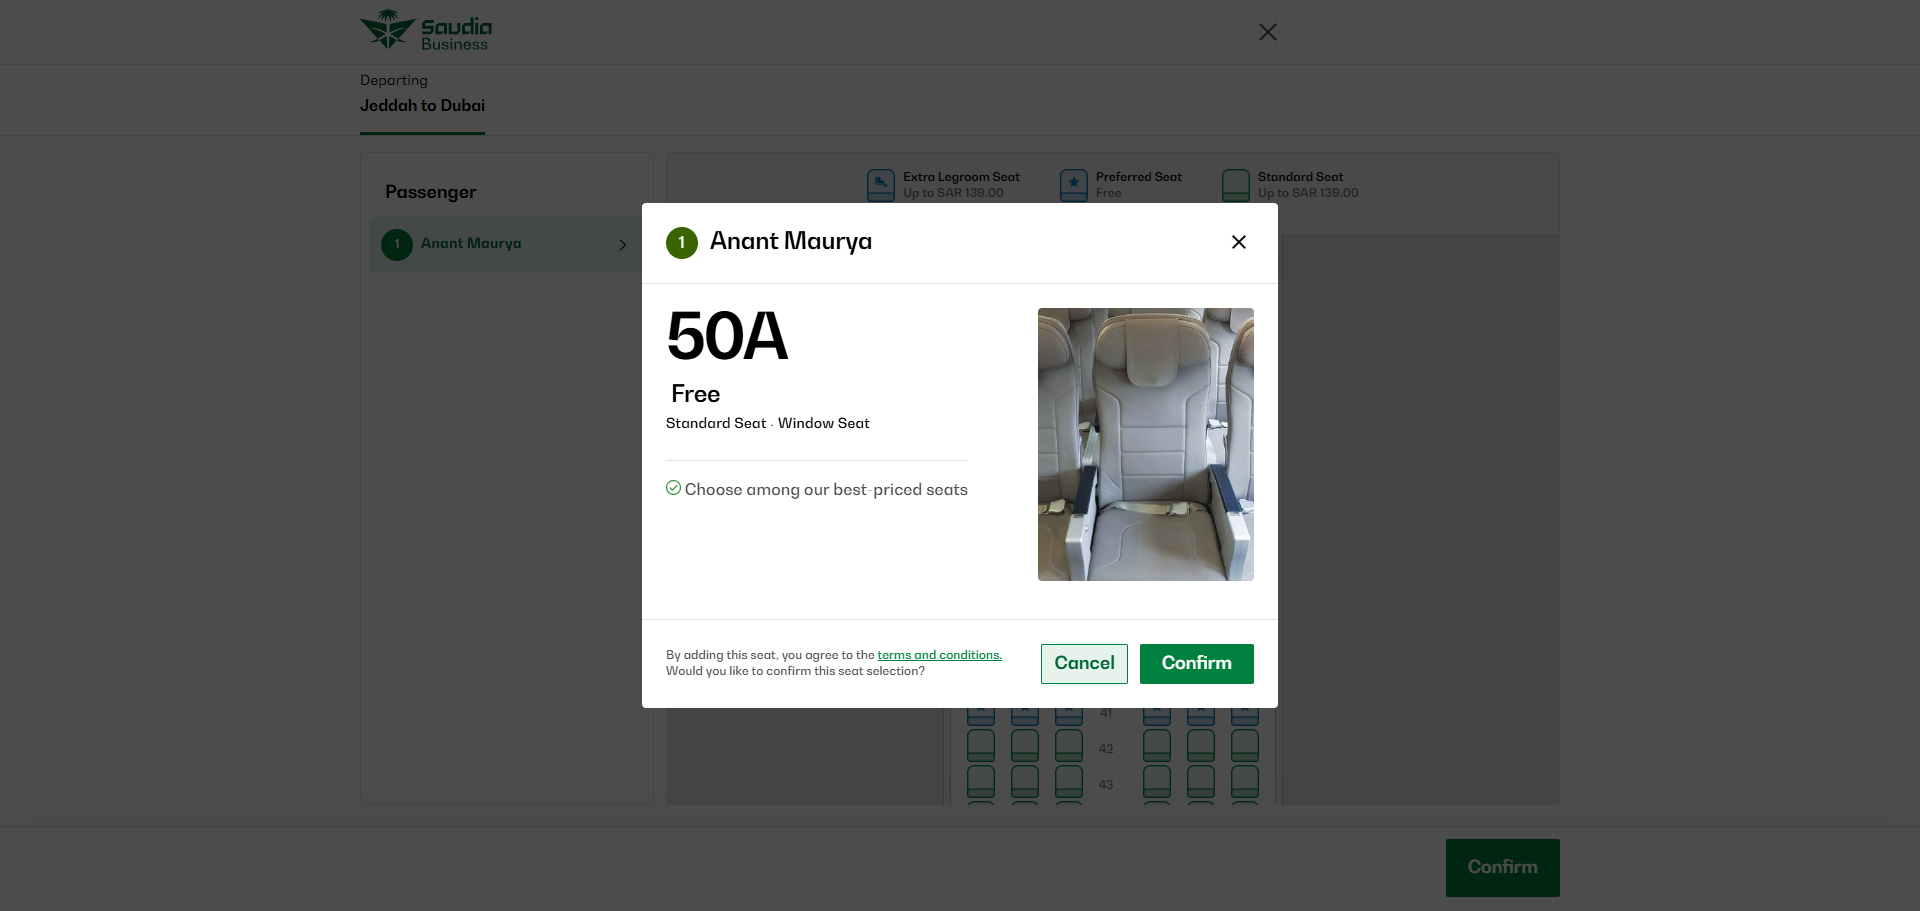 Saudia
Business
Departing
Jeddah to Dubai
Passenger
1 Anant Maurya
Extra Legroom Seat
Up to SAR 139.00
Preferred Seat
Free
Standard Seat
Up to SAR 139.00
1 Anant Maurya
50A
Free
Standard Seat · Window Seat
Choose among our best-priced seats
By adding this seat, you agree to the terms and conditions.
Would you like to confirm this seat selection?
Cancel
Confirm
41
42
43
Confirm